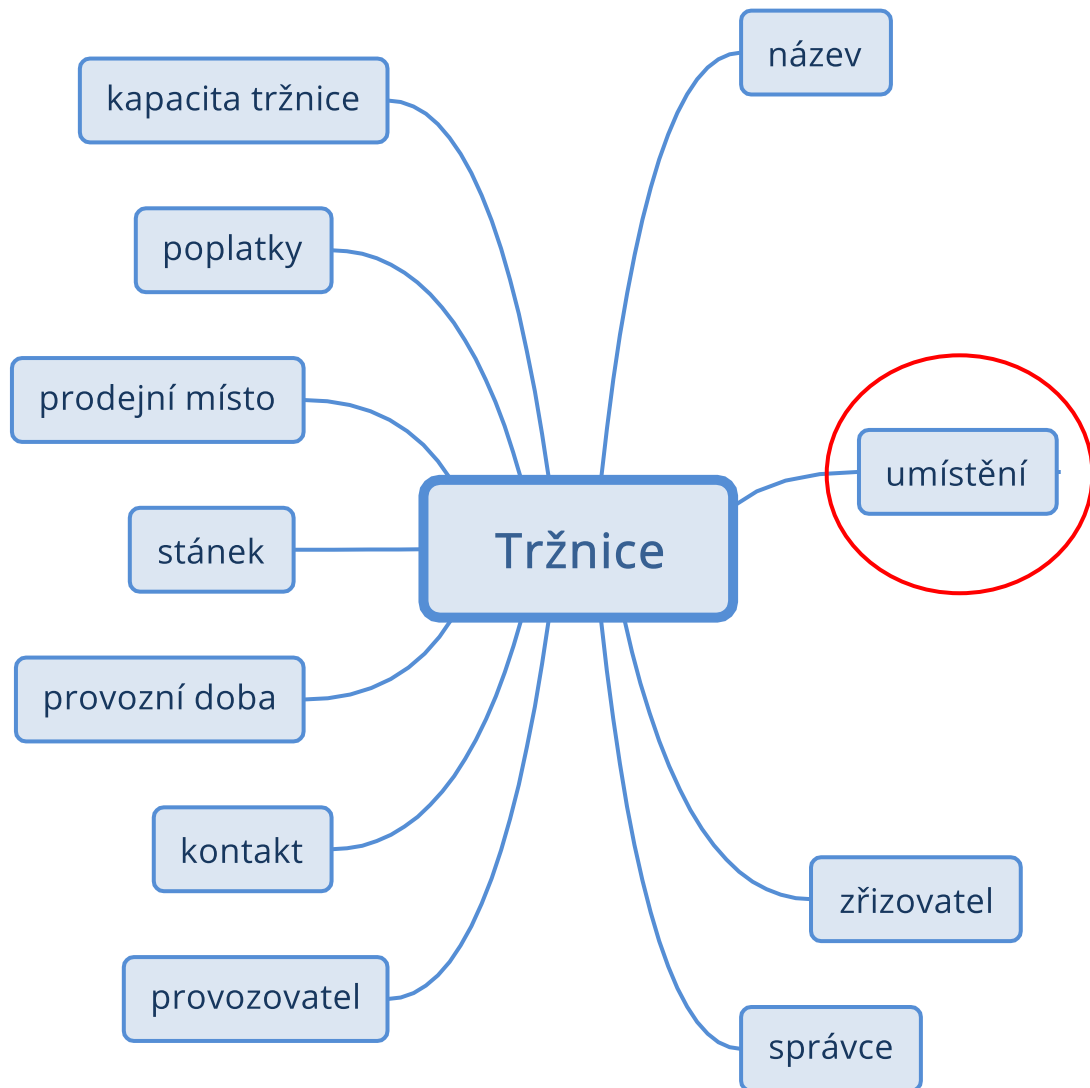 název
kapacita tržnice
poplatky
prodejní místo
umístění
stánek
Tržnice
provozní doba
kontakt
zřizovatel
provozovatel
správce